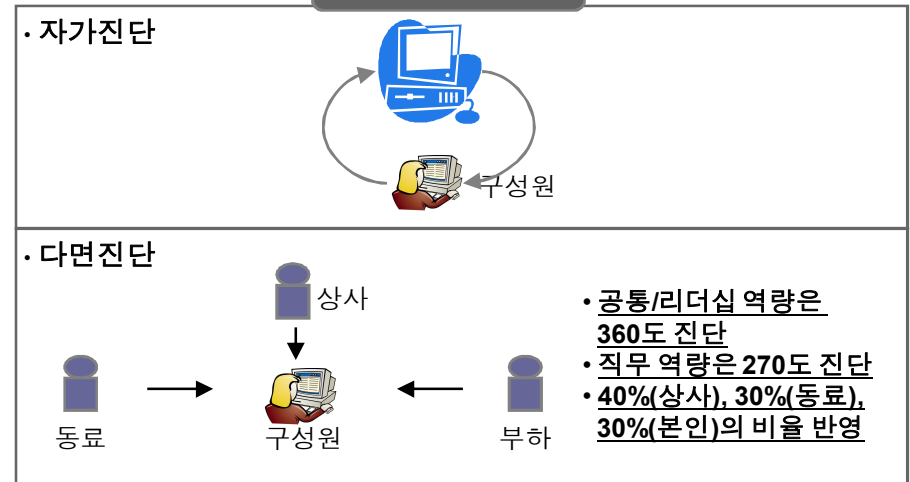 · 자가진단
구성원
· 다면진단
상사
동료
구성원
부하
• 공통/리더십 역량은
360도 진단
• 직무 역량은 270도 진단
• 40%(상사), 30%(동료),
30%(본인)의 비율 반영